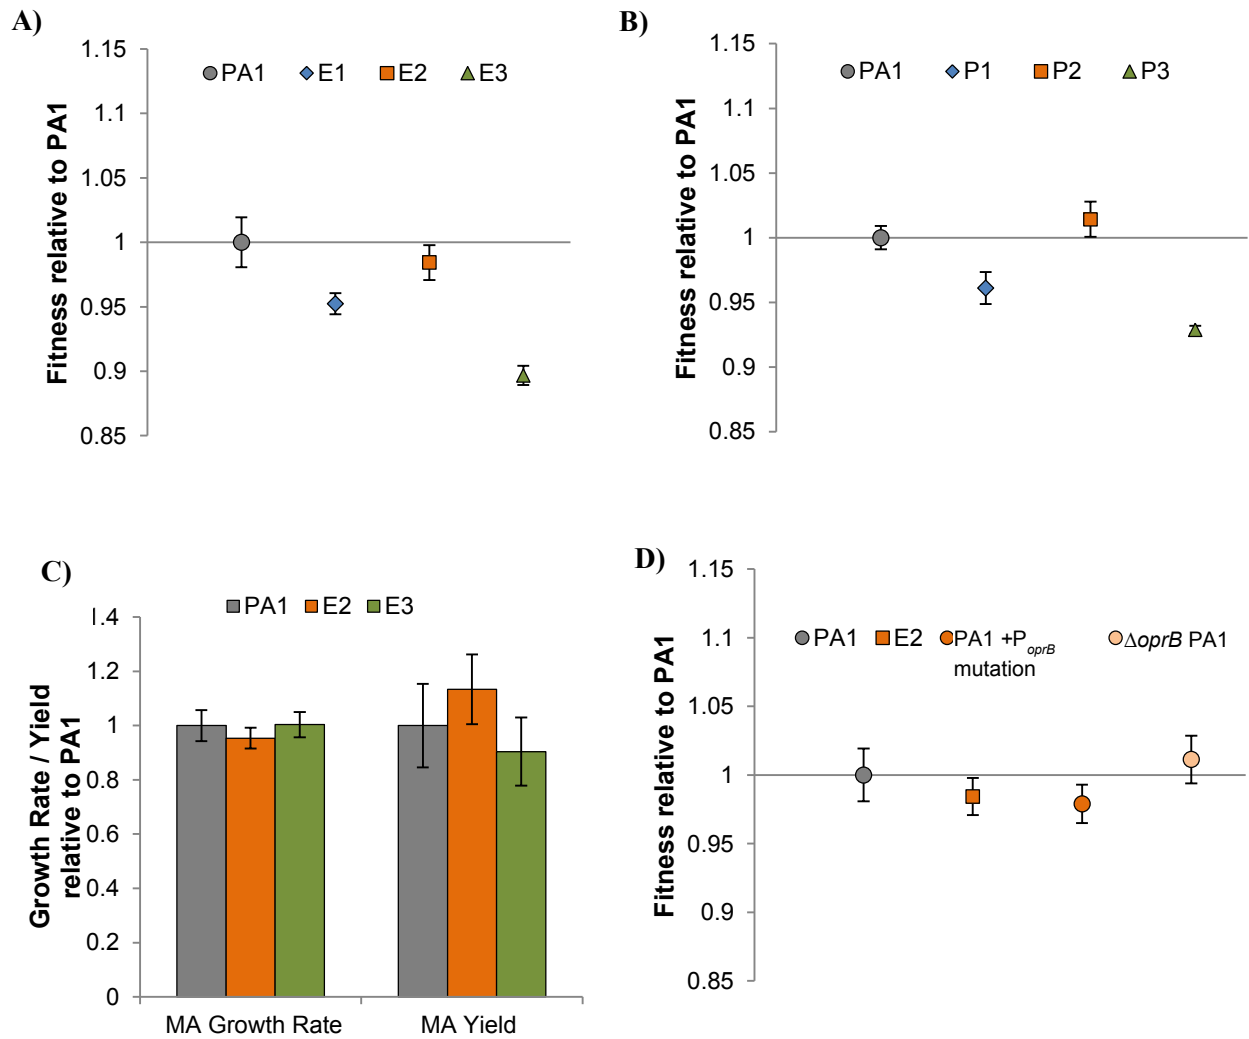 A)
1.15
1.1
1.05
1
0.95
0.9
0.85
Fitness relative to PA1
PA1 E1 E2 E3
B)
1.15
1.1
1.05
1
0.95
0.9
0.85
Fitness relative to PA1
PA1 P1 P2 P3
C)
1.4
1.2
1
0.8
0.6
0.4
0.2
0
Growth Rate / Yield
relative to PA1
PA1 E2 E3
MA Growth Rate MA Yield
D)
1.15
1.1
1.05
1
0.95
0.9
0.85
Fitness relative to PA1
PA1 E2 PA1 +PoprB ΔoprB PA1
mutation